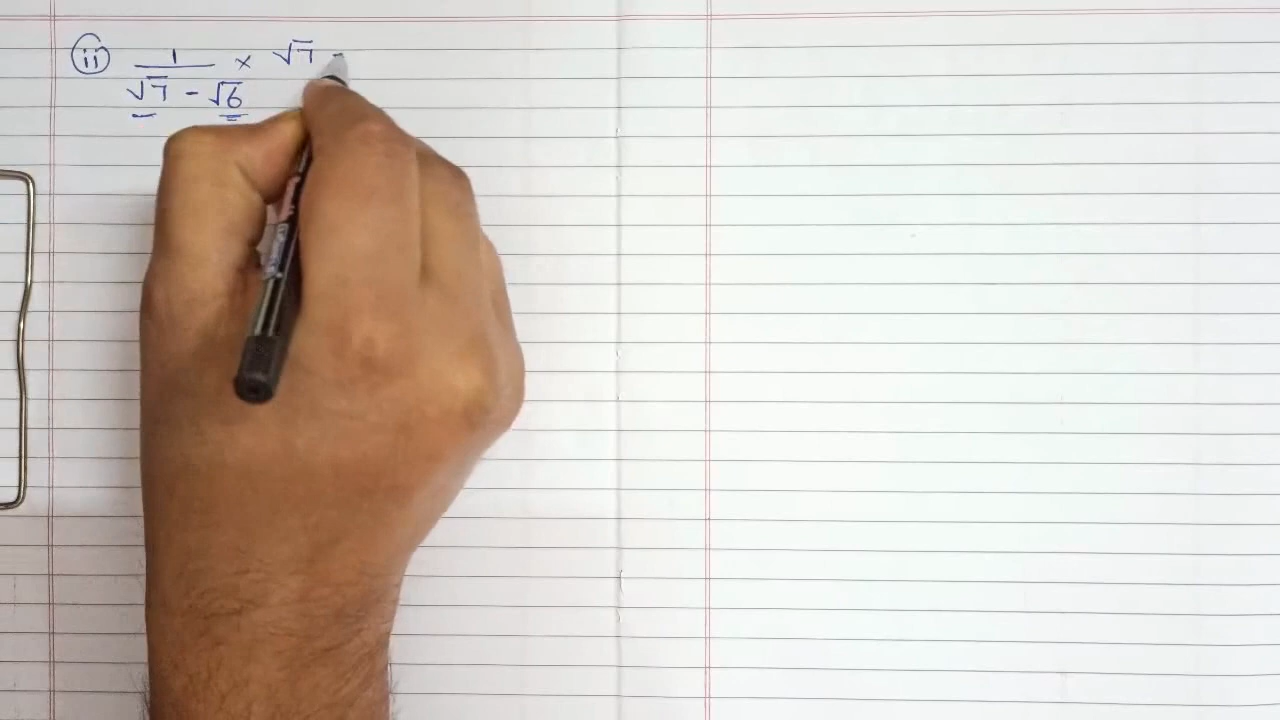 ii 1 × √7 -
√7 - √6